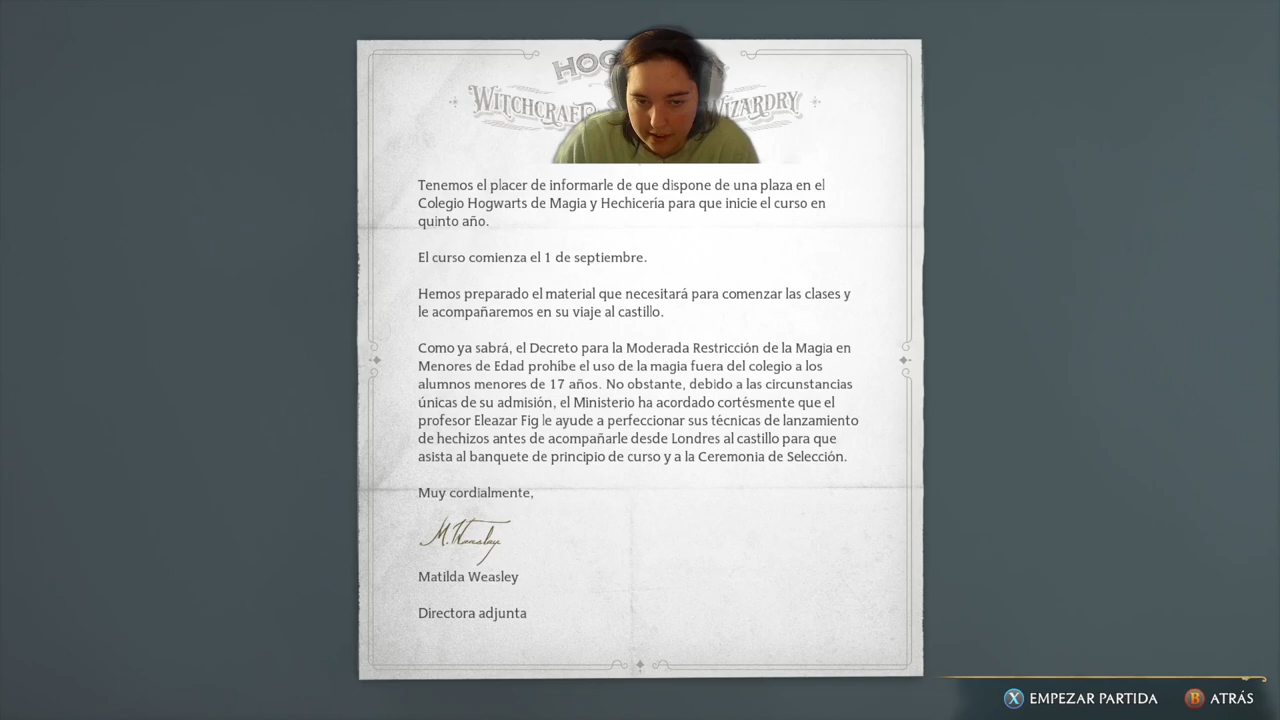 WITCHCRAFT WIZARDRY
Tenemos el placer de informarle de que dispone de una plaza en el
Colegio Hogwarts de Magia y Hechicería para que inicie el curso en
quinto año.
El curso comienza el 1 de septiembre.
Hemos preparado el material que necesitará para comenzar las clases y
le acompañaremos en su viaje al castillo.
Como ya sabrá, el Decreto para la Moderada Restricción de la Magia en
Menores de Edad prohíbe el uso de la magia fuera del colegio a los
alumnos menores de 17 años. No obstante, debido a las circunstancias
únicas de su admisión, el Ministerio ha acordado cortésmente que el
profesor Eleazar Fig le ayude a perfeccionar sus técnicas de lanzamiento
de hechizos antes de acompañarle desde Londres al castillo para que
asista al banquete de principio de curso y a la Ceremonia de Selección.
Muy cordialmente,
M. Weasley
Matilda Weasley
Directora adjunta
X EMPEZAR PARTIDA B ATRÁS